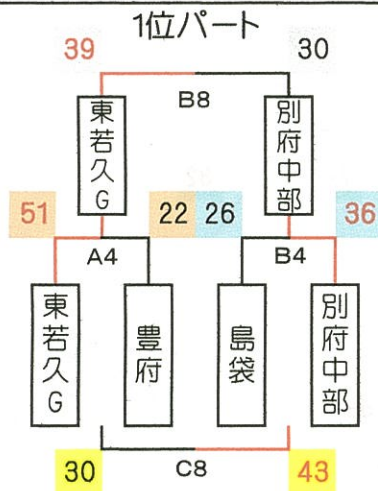 1位パート
39 30
B8
東若久G 別府中部
51 22 26 36
A4 B4
東若久G 豊府 島袋 別府中部
30 C8 43